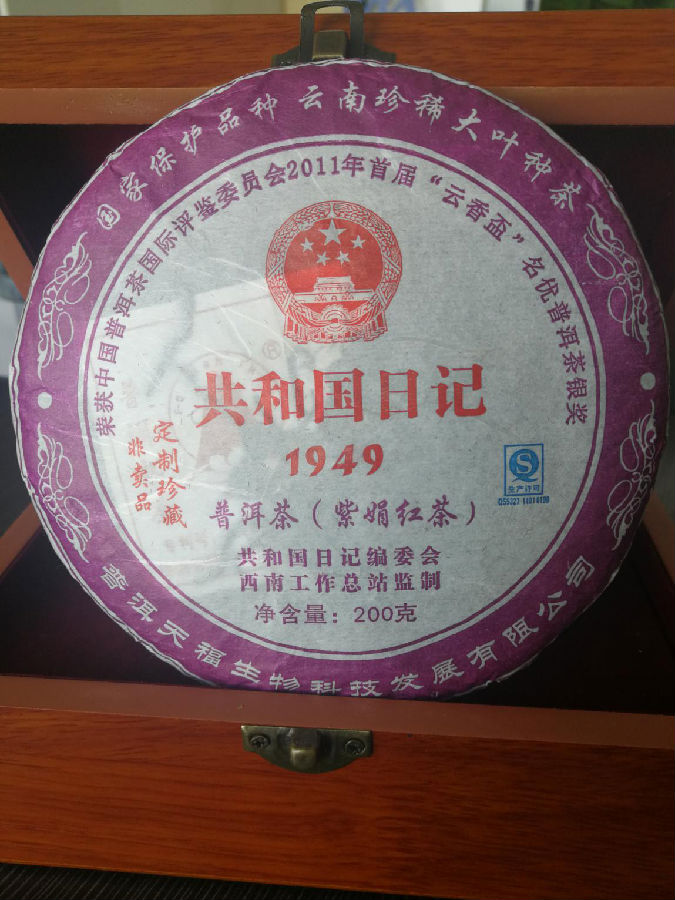 国家保护品种 云南珍稀大叶种茶
荣获中国普洱茶国际评鉴委员会2011年首届“云香盃”名优普洱茶银奖
共和国日记
1949
定制珍藏
非卖品
普洱茶（紫娟红茶）
生产许可
共和国日记编委会
西南工作总站监制
净含量：200克
普洱天福生物科技发展有限公司